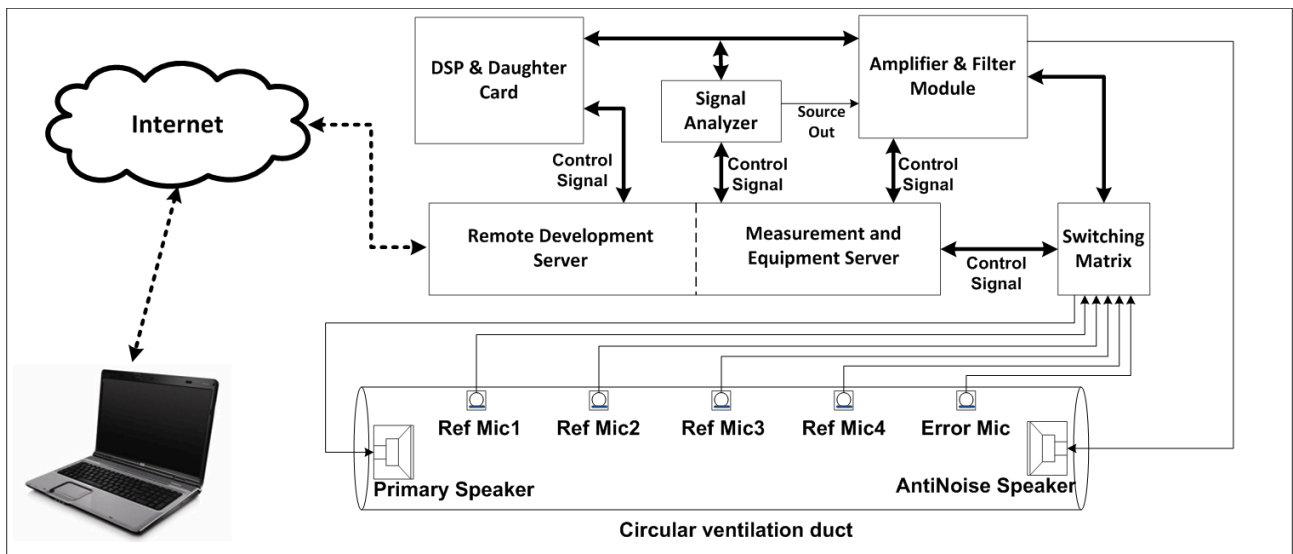 DSP & Daughter
Card
Amplifier & Filter
Module
Signal
Analyzer
Source
Out
Internet
Control
Signal
Control
Signal
Control
Signal
Remote Development
Server
Measurement and
Equipment Server
Control
Signal
Switching
Matrix
Ref Mic1
Ref Mic2
Ref Mic3
Ref Mic4
Error Mic
Primary Speaker
AntiNoise Speaker
Circular ventilation duct